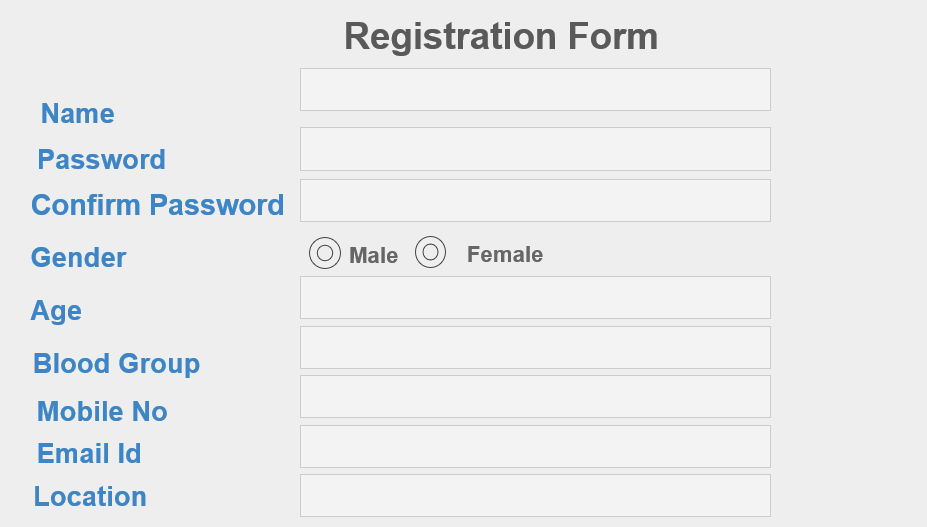 Registration Form
Name
Password
Confirm Password
Gender Male Female
Age
Blood Group
Mobile No
Email Id
Location